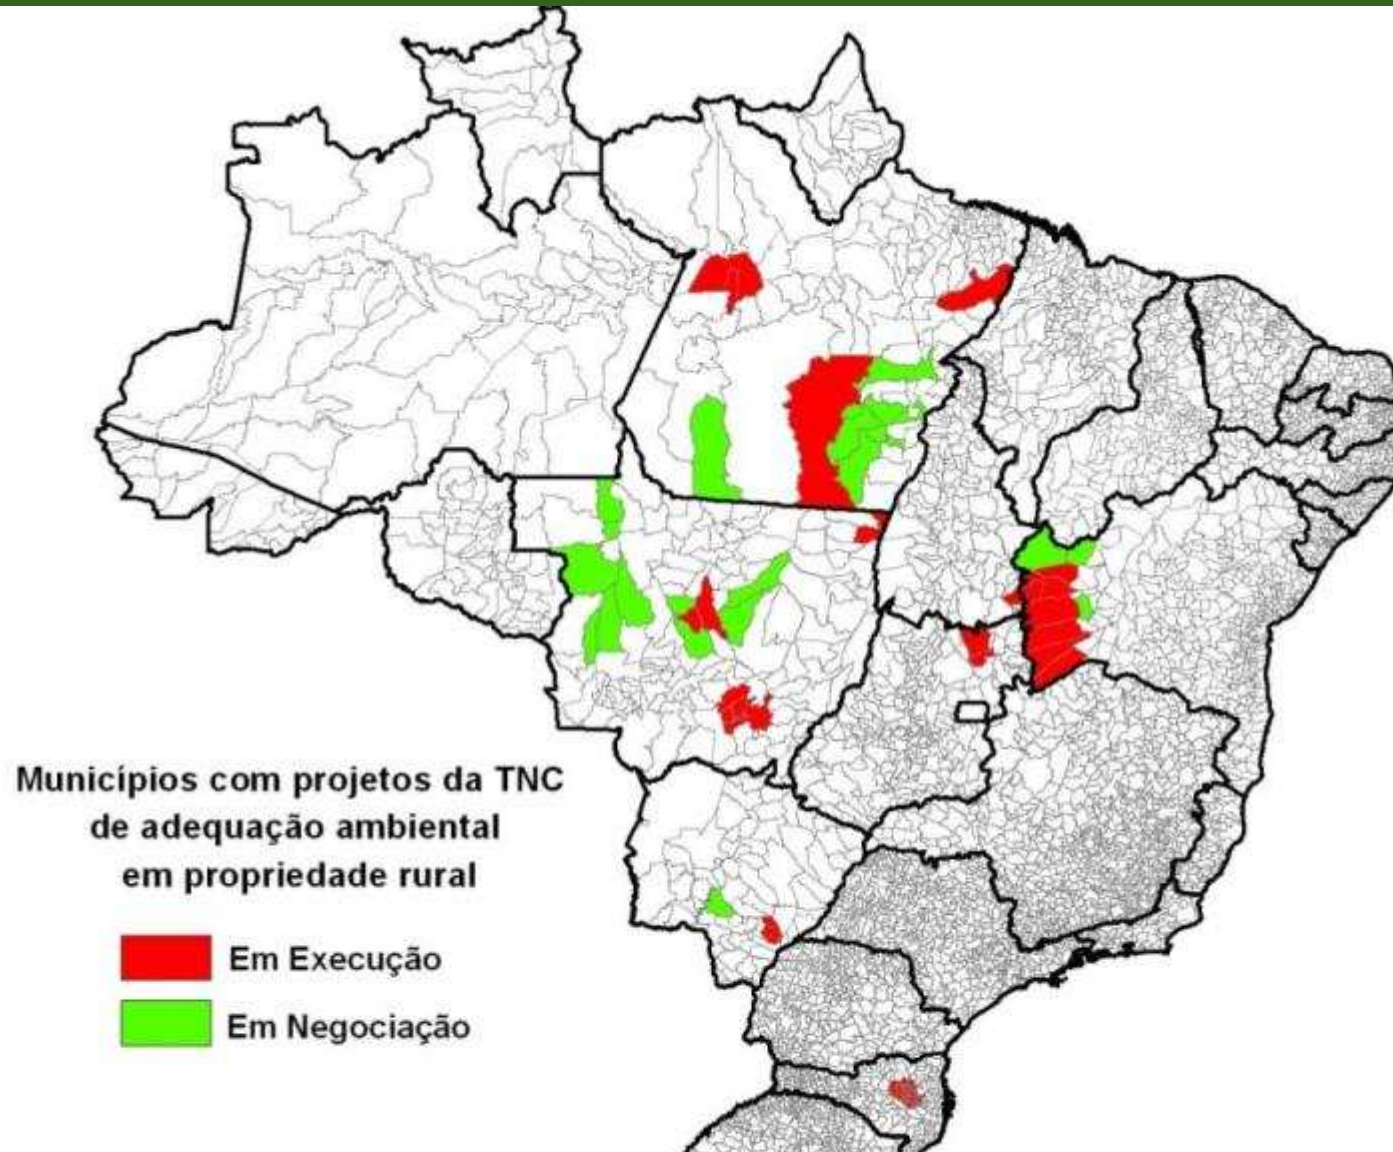 Municípios com projetos da TNC
de adequação ambiental
em propriedade rural
Em Execução
Em Negociação